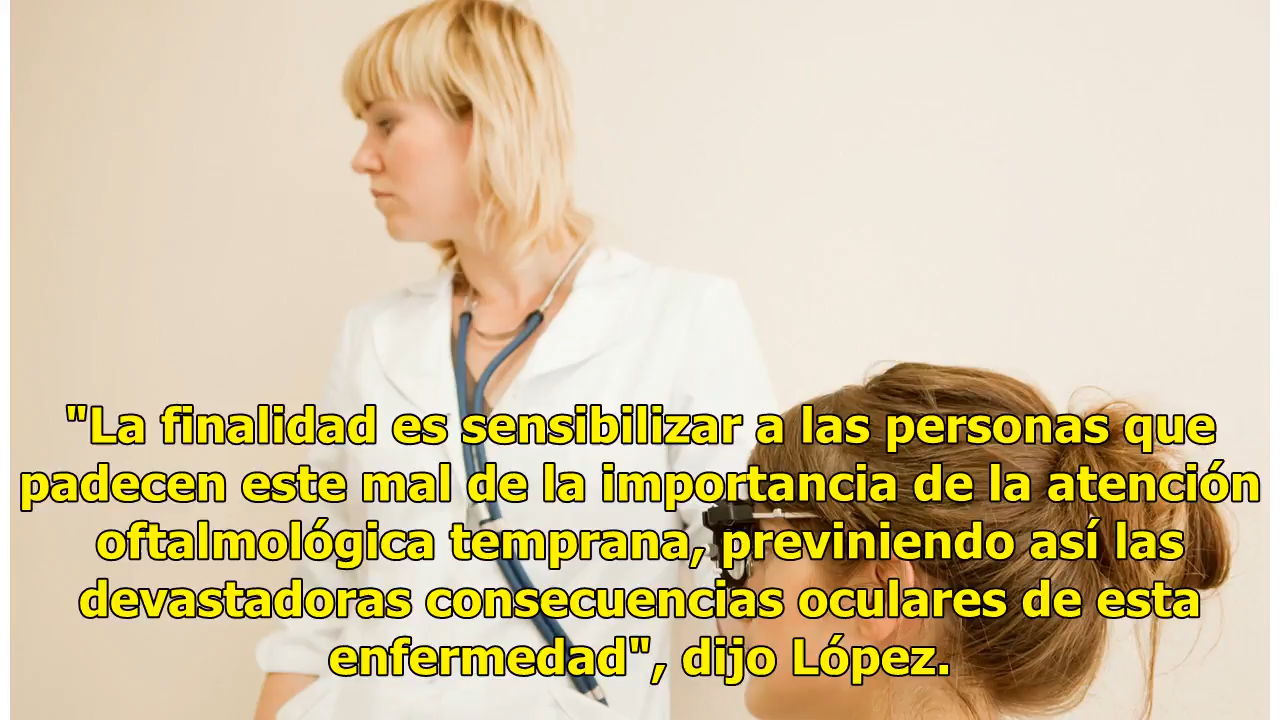 "La finalidad es sensibilizar a las personas que
padecen este mal de la importancia de la atención
oftalmológica temprana, previniendo así las
devastadoras consecuencias oculares de esta
enfermedad", dijo López.